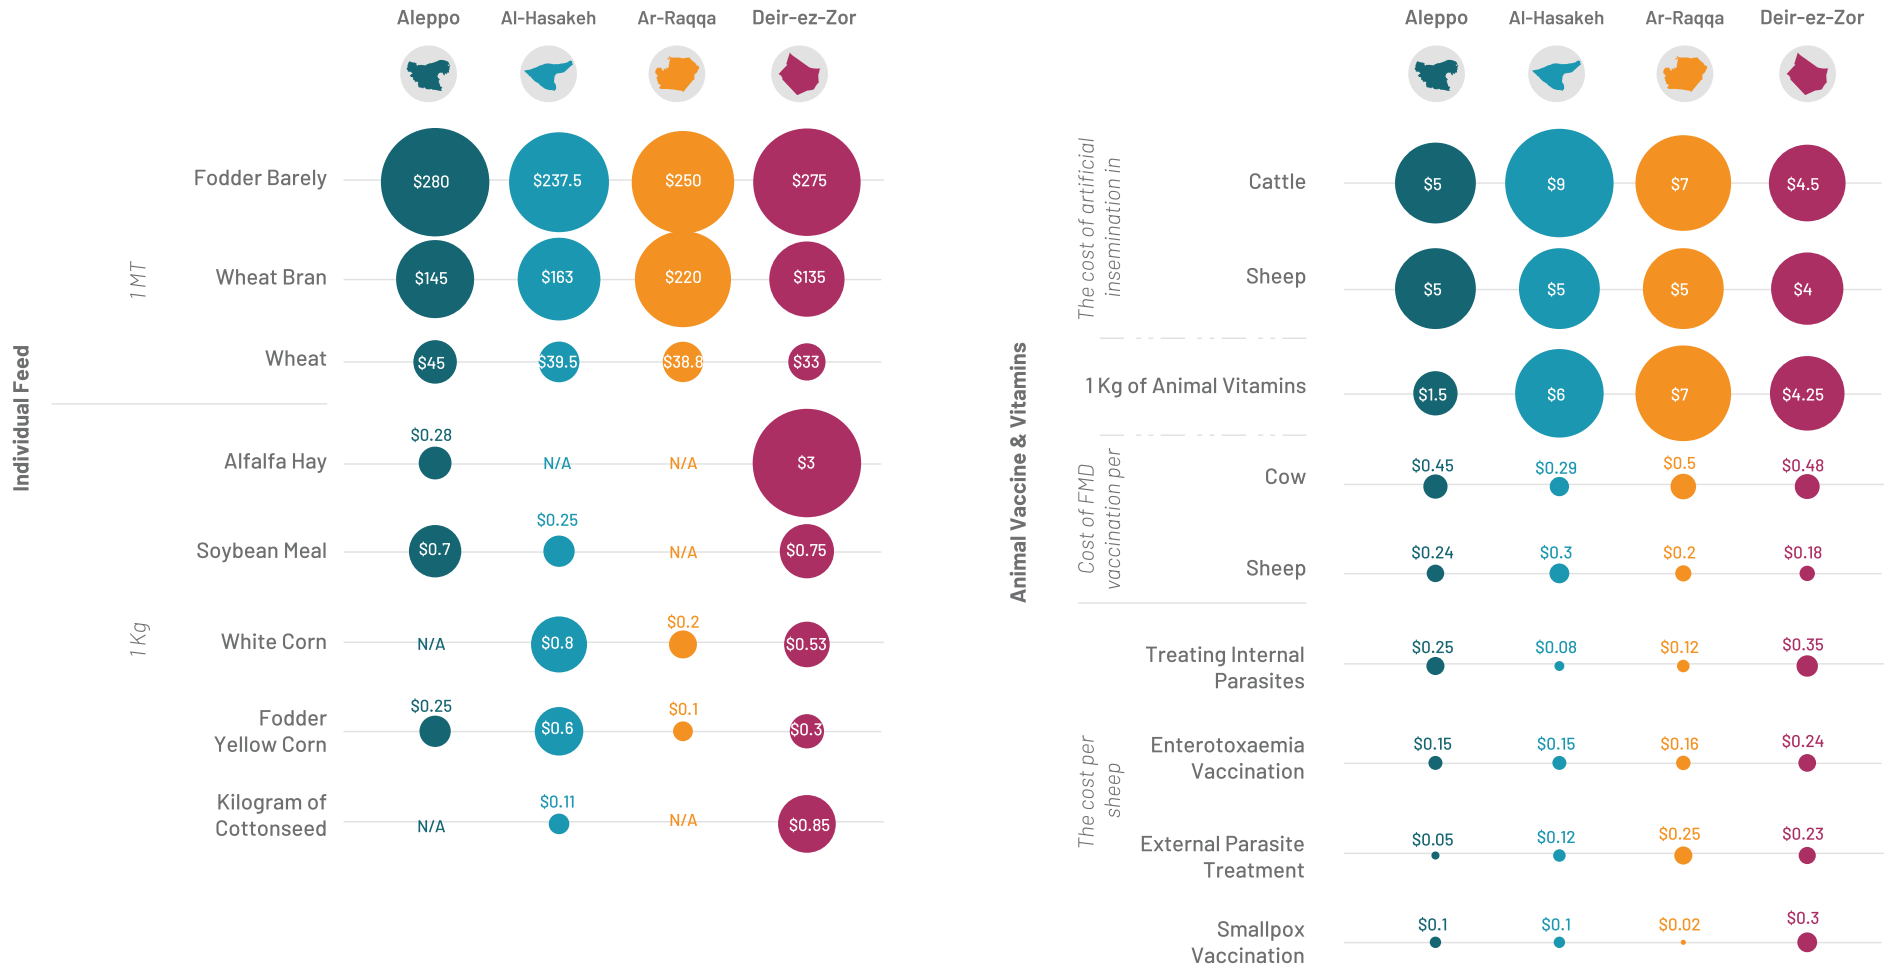 Aleppo Al-Hasakeh Ar-Raqqa Deir-ez-Zor
Individual Feed
1 MT
Fodder Barely $280 $237.5 $250 $275
Wheat Bran $145 $163 $220 $135
Wheat $45 $39.5 $38.8 $33
1 Kg
Alfalfa Hay $0.28 N/A N/A $3
Soybean Meal $0.7 $0.25 N/A $0.75
White Corn N/A $0.8 $0.2 $0.53
Fodder
Yellow Corn $0.25 $0.6 $0.1 $0.3
Kilogram of
Cottonseed N/A $0.11 N/A $0.85
Aleppo Al-Hasakeh Ar-Raqqa Deir-ez-Zor
Animal Vaccine & Vitamins
The cost of artificial
insemination in
Cattle $5 $9 $7 $4.5
Sheep $5 $5 $5 $4
1 Kg of Animal Vitamins $1.5 $6 $7 $4.25
Cost of FMD
vaccination per
Cow $0.45 $0.29 $0.5 $0.48
Sheep $0.24 $0.3 $0.2 $0.18
The cost per
sheep
Treating Internal
Parasites $0.25 $0.08 $0.12 $0.35
Enterotoxaemia
Vaccination $0.15 $0.15 $0.16 $0.24
External Parasite
Treatment $0.05 $0.12 $0.25 $0.23
Smallpox
Vaccination $0.1 $0.1 $0.02 $0.3